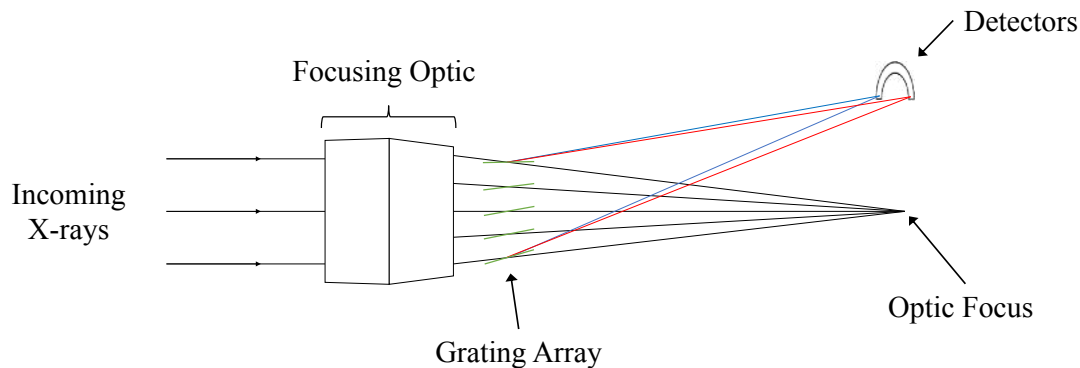 Detectors
Focusing Optic
Incoming
X-rays
Optic Focus
Grating Array